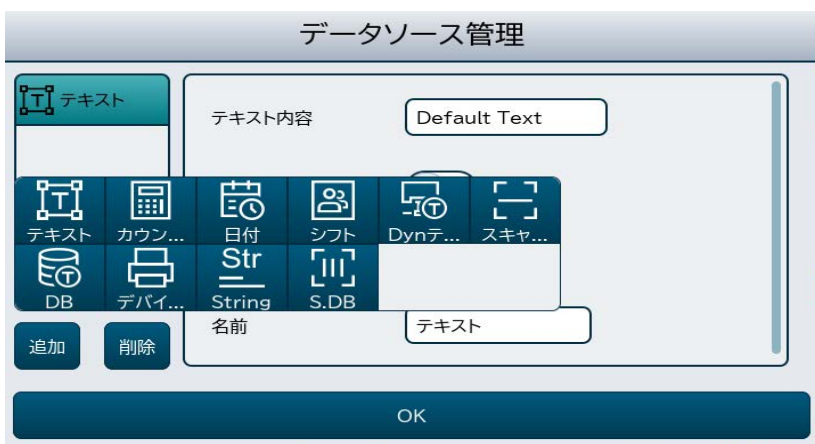 データソース管理
テキスト
テキスト内容
Default Text
テキスト
カウン...
日付
シフト
Dynテ...
スキャ...
DB
デバイ...
Str
String
S.DB
名前
テキスト
追加
削除
OK